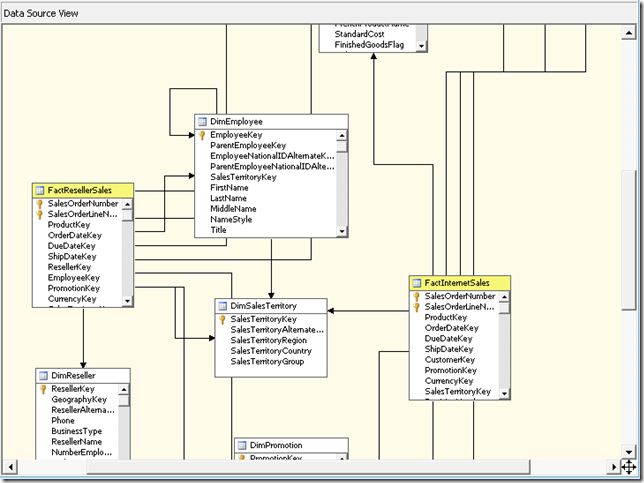 Data Source View
StandardCost
FinishedGoodsFlag
DimEmployee
EmployeeKey
ParentEmployeeKey
EmployeeNationalIDAlternateK...
ParentEmployeeNationalIDAlte...
SalesTerritoryKey
FirstName
LastName
MiddleName
NameStyle
Title
FactResellerSales
SalesOrderNumber
SalesOrderLineN...
ProductKey
OrderDateKey
DueDateKey
ShipDateKey
ResellerKey
EmployeeKey
PromotionKey
CurrencyKey
DimSalesTerritory
SalesTerritoryKey
SalesTerritoryAlternate...
SalesTerritoryRegion
SalesTerritoryCountry
SalesTerritoryGroup
FactInternetSales
SalesOrderNumber
SalesOrderLineN...
ProductKey
OrderDateKey
DueDateKey
ShipDateKey
CustomerKey
PromotionKey
CurrencyKey
SalesTerritoryKey
DimReseller
ResellerKey
GeographyKey
ResellerAlterna...
Phone
BusinessType
ResellerName
NumberEmplo...
DimPromotion
PromotionKey